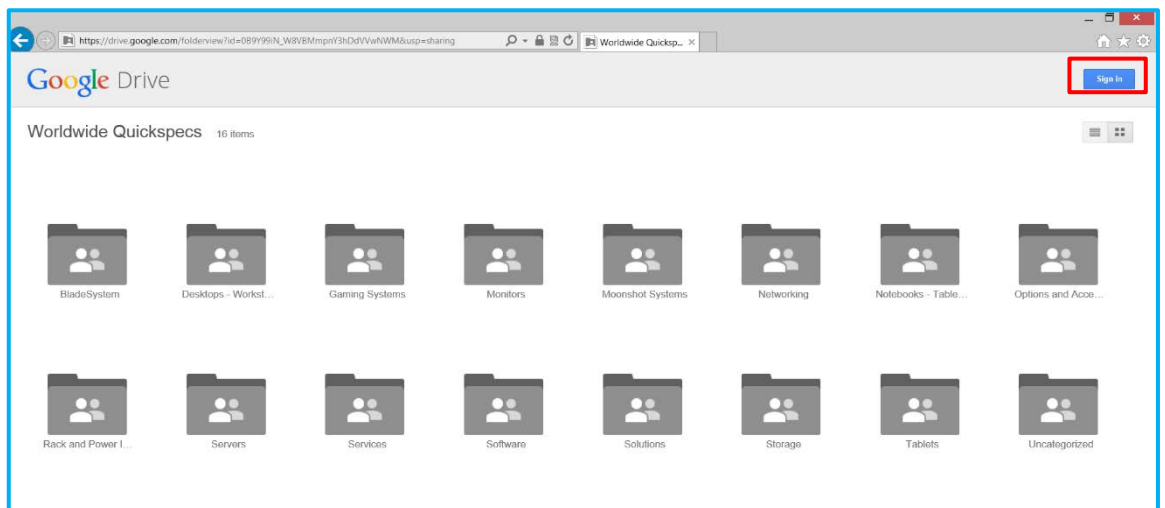 https://drive.google.com/folderview?id=0B9Y99iN_W8VBMmpnY3hDdVVwNWM&usp=sharing
Worldwide Quicksp...
Google Drive
Sign in
Worldwide Quickspecs 16 items
BladeSystem Desktops - Workst... Gaming Systems Monitors Moonshot Systems Networking Notebooks - Table... Options and Acce...
Rack and Power I... Servers Services Software Solutions Storage Tablets Uncategorized